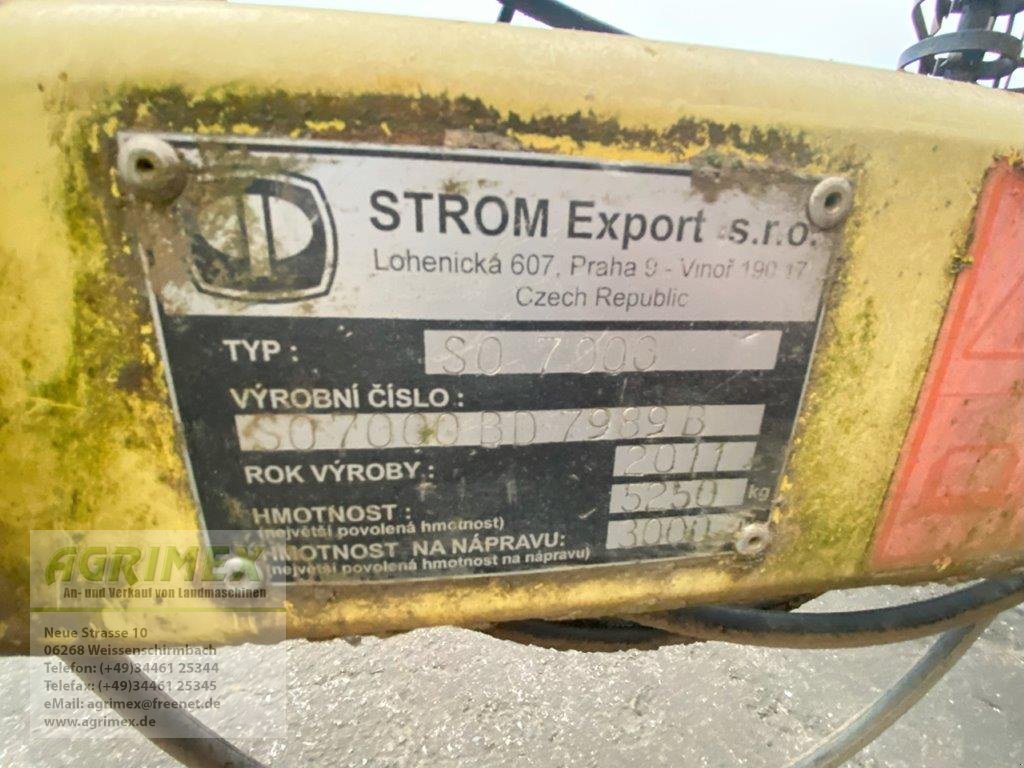 STROM Export s.r.o.
Lohenická 607, Praha 9 - Vinoř 190 17
Czech Republic
TYP : SO 7000
VÝROBNÍ ČÍSLO :
SO 7000 BD 7989 B
ROK VÝROBY : 2011
HMOTNOST : 5250 kg
(největší povolená hmotnost)
HMOTNOST NA NÁPRAVU: 3000
(největší povolená hmotnost na nápravu)
AGRIMEX
An- und Verkauf von Landmaschinen
Neue Strasse 10
06268 Weissenschirmbach
Telefon: (+49)34461 25344
Telefax: (+49)34461 25345
eMail: agrimex@freenet.de
www.agrimex.de